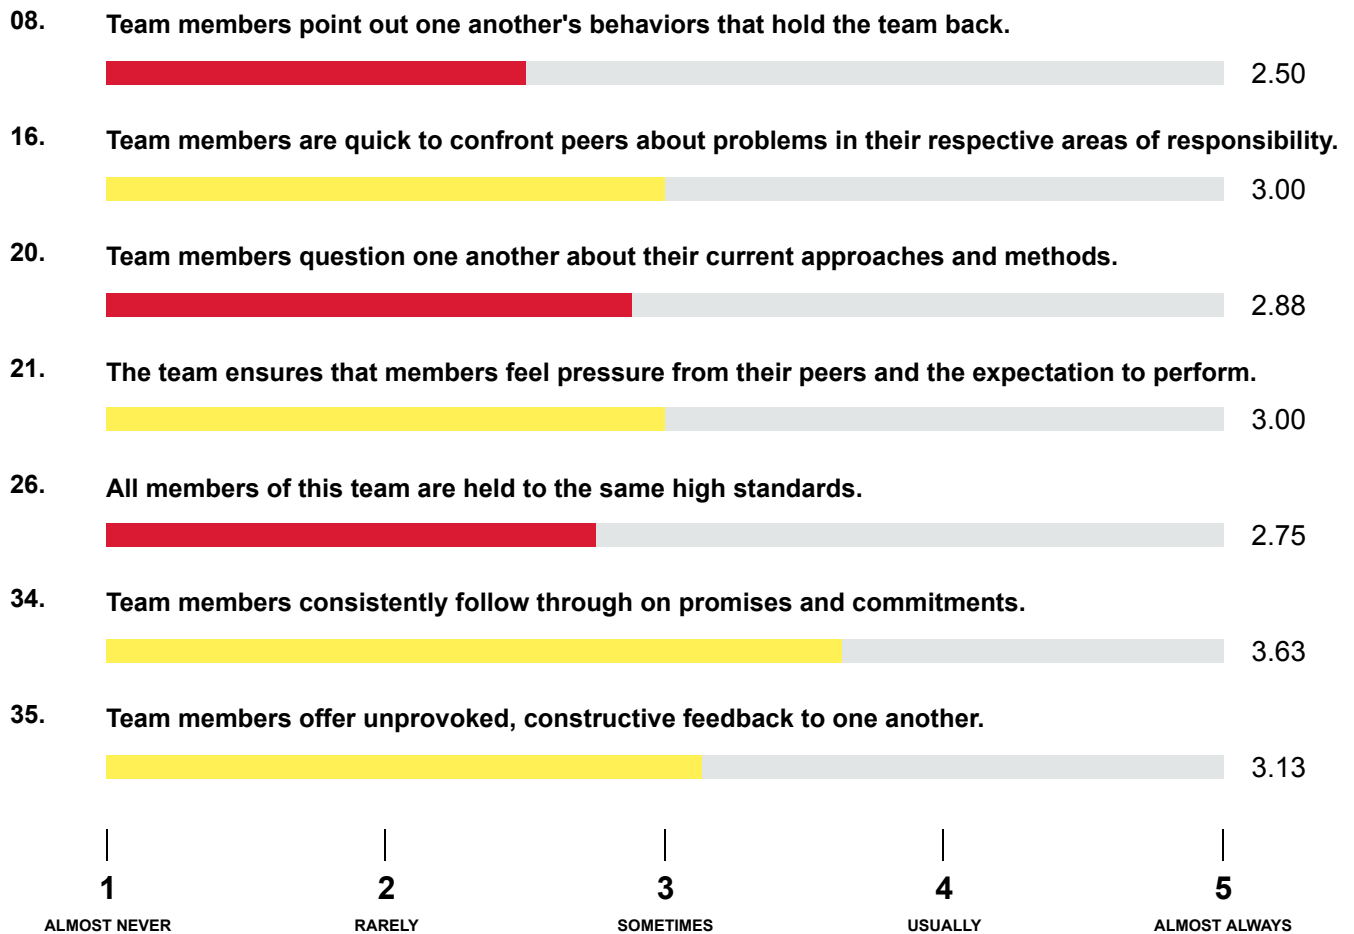 08. Team members point out one another's behaviors that hold the team back.
2.50
16. Team members are quick to confront peers about problems in their respective areas of responsibility.
3.00
20. Team members question one another about their current approaches and methods.
2.88
21. The team ensures that members feel pressure from their peers and the expectation to perform.
3.00
26. All members of this team are held to the same high standards.
2.75
34. Team members consistently follow through on promises and commitments.
3.63
35. Team members offer unprovoked, constructive feedback to one another.
3.13
1 2 3 4 5
ALMOST NEVER RARELY SOMETIMES USUALLY ALMOST ALWAYS